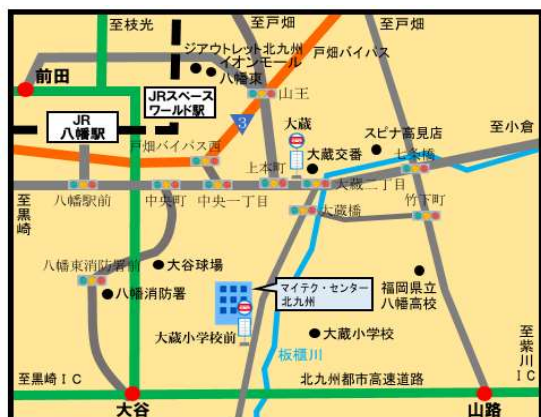 至枝光
至戸畑
至戸畑
ジアウトレット北九州
イオンモール
八幡東
戸畑バイパス
前田
JRスペース
ワールド駅
山王
JR
八幡駅
3
大蔵
スピナ高見店
至小倉
戸畑バイパス西
上本町
大蔵交番
七条橋
至黒崎
八幡駅前
中央町
中央一丁目
大蔵二丁目
大蔵橋
竹下町
八幡東消防署前
大谷球場
八幡消防署
マイテク・センター
北九州
福岡県立
八幡高校
大蔵小学校前
大蔵小学校
板櫃川
至紫川
IC
至黒崎IC
北九州都市高速道路
大谷
山路